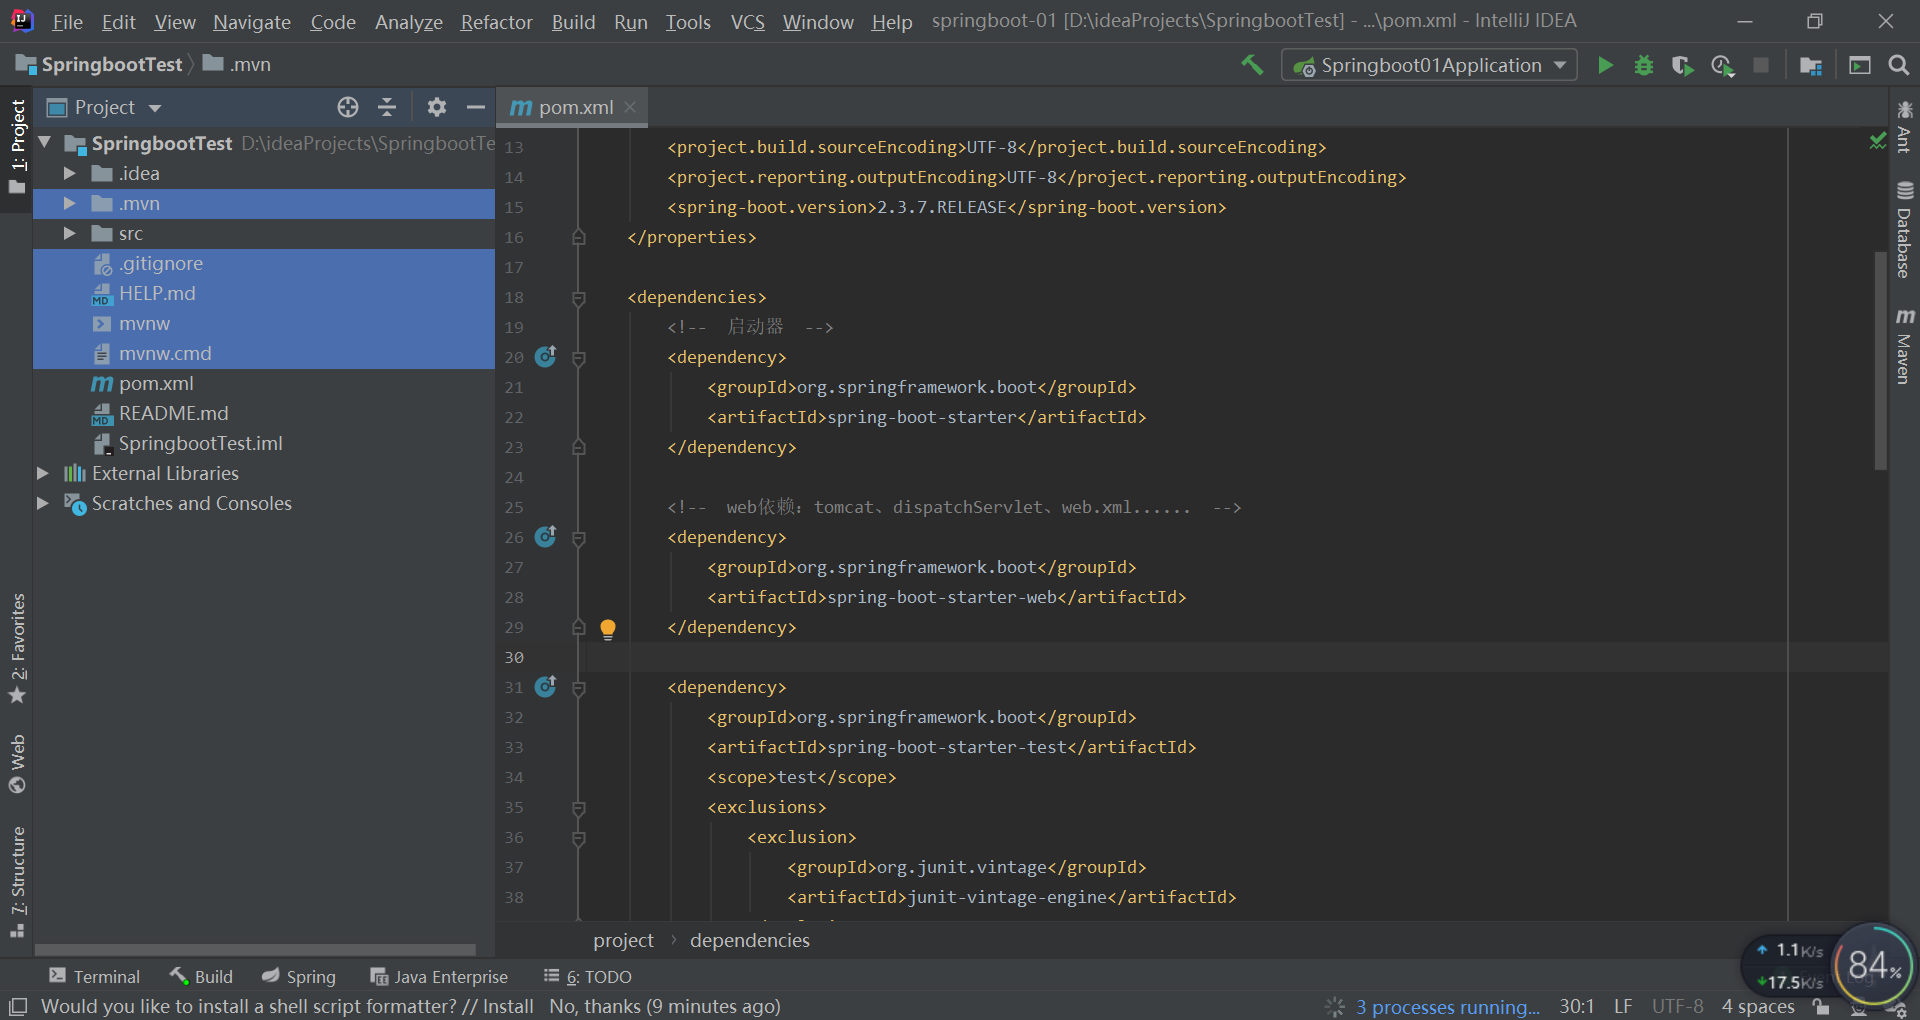 File Edit View Navigate Code Analyze Refactor Build Run Tools VCS Window Help springboot-01 [D:\ideaProjects\SpringbootTest] - ...\pom.xml - IntelliJ IDEA
SpringbootTest .mvn Springboot01Application
1: Project
2: Favorites
Web
7: Structure
Project
SpringbootTest D:\ideaProjects\SpringbootTe
.idea
.mvn
src
.gitignore
HELP.md
mvnw
mvnw.cmd
pom.xml
README.md
SpringbootTest.iml
External Libraries
Scratches and Consoles
pom.xml
13 <project.build.sourceEncoding>UTF-8</project.build.sourceEncoding>
14 <project.reporting.outputEncoding>UTF-8</project.reporting.outputEncoding>
15 <spring-boot.version>2.3.7.RELEASE</spring-boot.version>
16 </properties>
17
18 <dependencies>
19 <!-- 启动器 -->
20 <dependency>
21 <groupId>org.springframework.boot</groupId>
22 <artifactId>spring-boot-starter</artifactId>
23 </dependency>
24
25 <!-- web依赖：tomcat、dispatchServlet、web.xml...... -->
26 <dependency>
27 <groupId>org.springframework.boot</groupId>
28 <artifactId>spring-boot-starter-web</artifactId>
29 </dependency>
30
31 <dependency>
32 <groupId>org.springframework.boot</groupId>
33 <artifactId>spring-boot-starter-test</artifactId>
34 <scope>test</scope>
35 <exclusions>
36 <exclusion>
37 <groupId>org.junit.vintage</groupId>
38 <artifactId>junit-vintage-engine</artifactId>
project › dependencies
Ant
Database
Maven
Terminal Build Spring Java Enterprise 6: TODO
1.1K/s
17.5K/s
84%
Would you like to install a shell script formatter? // Install No, thanks (9 minutes ago) 3 processes running... 30:1 LF UTF-8 4 spaces